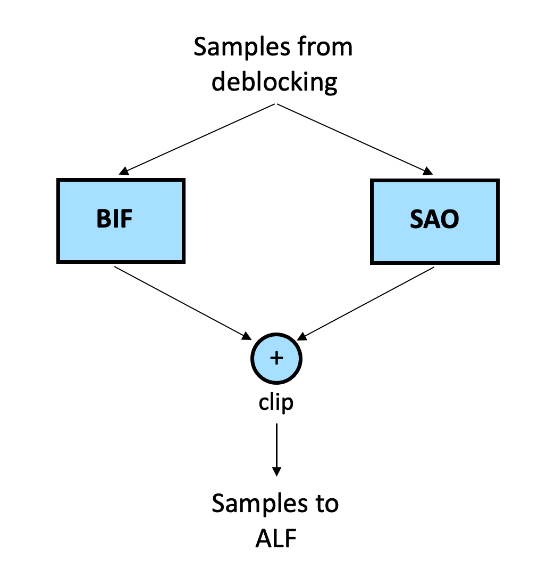 Samples from
deblocking
BIF
SAO
+
clip
Samples to
ALF